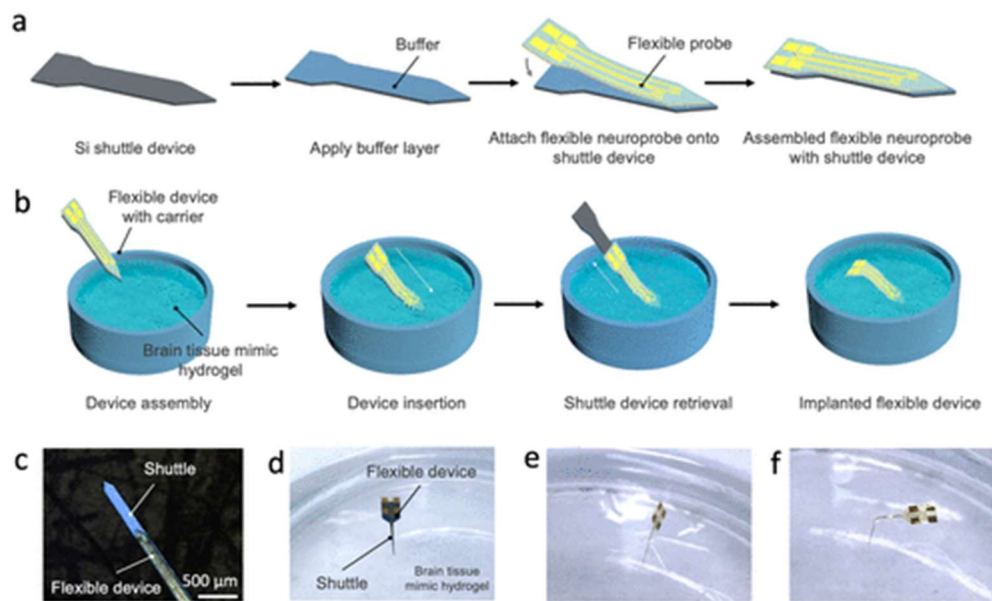 a
Buffer
Flexible probe
Si shuttle device
Apply buffer layer
Attach flexible neuroprobe onto
shuttle device
Assembled flexible neuroprobe
with shuttle device
b
Flexible device
with carrier
Brain tissue mimic
hydrogel
Device assembly
Device insertion
Shuttle device retrieval
Implanted flexible device
c
Shuttle
Flexible device
500 µm
d
Flexible device
Shuttle
Brain tissue
mimic hydrogel
e
f